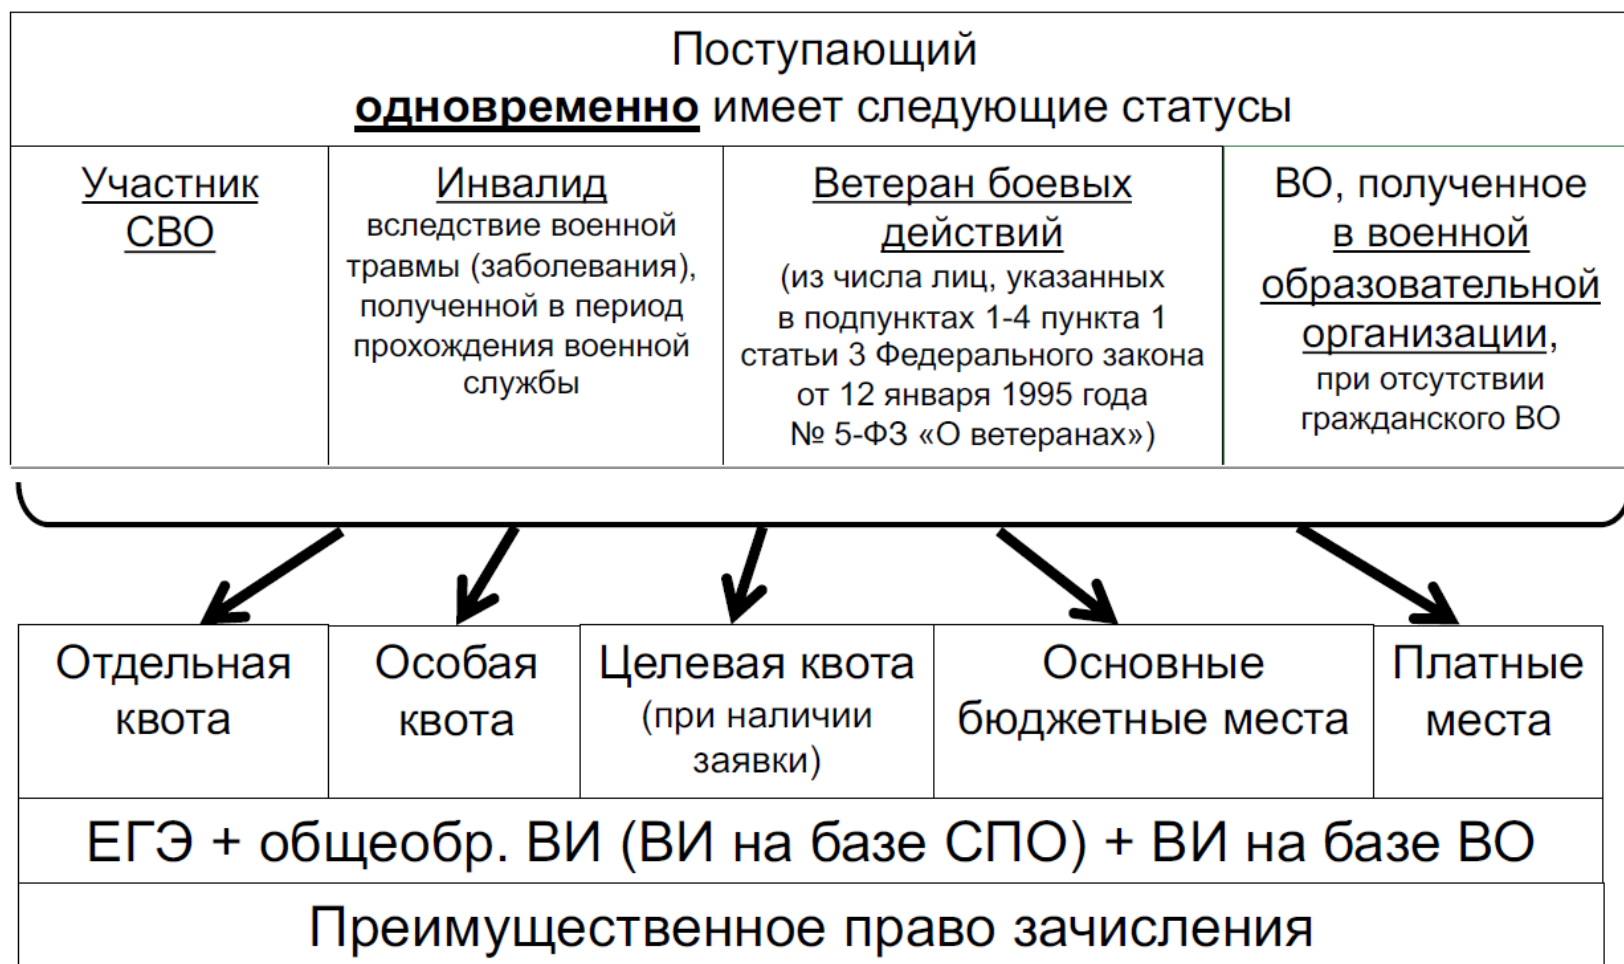 Поступающий
одновременно имеет следующие статусы
Участник
СВО
Инвалид
вследствие военной
травмы (заболевания),
полученной в период
прохождения военной
службы
Ветеран боевых
действий
(из числа лиц, указанных
в подпунктах 1-4 пункта 1
статьи 3 Федерального закона
от 12 января 1995 года
№ 5-ФЗ «О ветеранах»)
ВО, полученное
в военной
образовательной
организации,
при отсутствии
гражданского ВО
Отдельная
квота
Особая
квота
Целевая квота
(при наличии
заявки)
Основные
бюджетные места
Платные
места
ЕГЭ + общеобр. ВИ (ВИ на базе СПО) + ВИ на базе ВО
Преимущественное право зачисления